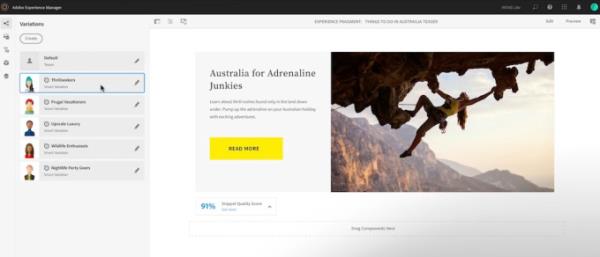 Adobe Experience Manager
Variations
EXPERIENCE FRAGMENT: THINGS TO DO IN AUSTRALIA TEASER
Edit
Preview
Create
Default
Teaser
Thrillseekers
Smart Variation
Frugal Vacationers
Smart Variation
Upscale Luxury
Smart Variation
Wildlife Enthusiasts
Smart Variation
Nightlife Party Goers
Smart Variation
Australia for Adrenaline
Junkies
Learn about thrill routes found only in the land down
under. Pump up the adrenaline on your Australian holiday
with exciting adventures.
READ MORE
91%
Snippet Quality Score
Drag Components Here